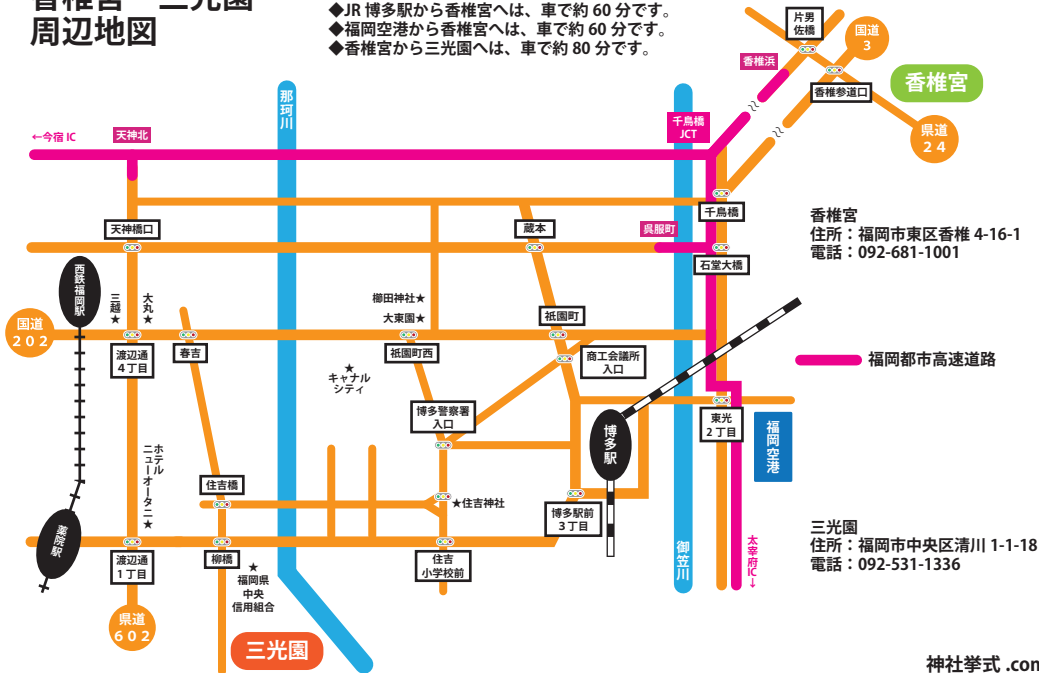 香椎宮 三光園
周辺地図
◆JR 博多駅から香椎宮へは、車で約 60 分です。
◆福岡空港から香椎宮へは、車で約 60 分です。
◆香椎宮から三光園へは、車で約 80 分です。
片男
佐橋
国道
3
香椎浜
香椎宮
香椎参道口
県道
24
那珂川
←今宿 IC
天神北
千鳥橋
JCT
千鳥橋
天神橋口
蔵本
呉服町
石堂大橋
香椎宮
住所：福岡市東区香椎 4-16-1
電話：092-681-1001
西鉄福岡駅
三越★
大丸★
櫛田神社★
大東園★
祇園町
国道
202
渡辺通
4丁目
春吉
祇園町西
商工会議所
入口
福岡都市高速道路
★
キャナル
シティ
博多警察署
入口
博多駅
東光
2丁目
福岡空港
ホテル
ニューオータニ★
住吉橋
★住吉神社
博多駅前
3丁目
薬院駅
渡辺通
1丁目
柳橋
住吉
小学校前
御笠川
太宰府IC→
★
福岡県
中央
信用組合
県道
602
三光園
三光園
住所：福岡市中央区清川 1-1-18
電話：092-531-1336
神社挙式 .com